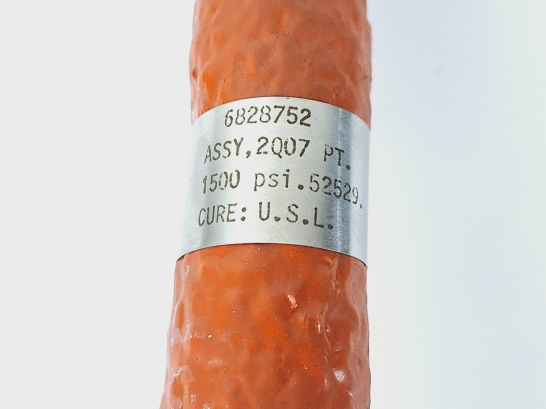 6828752
ASSY,2Q07 PT.
1500 psi.52529.
CURE: U.S.L.